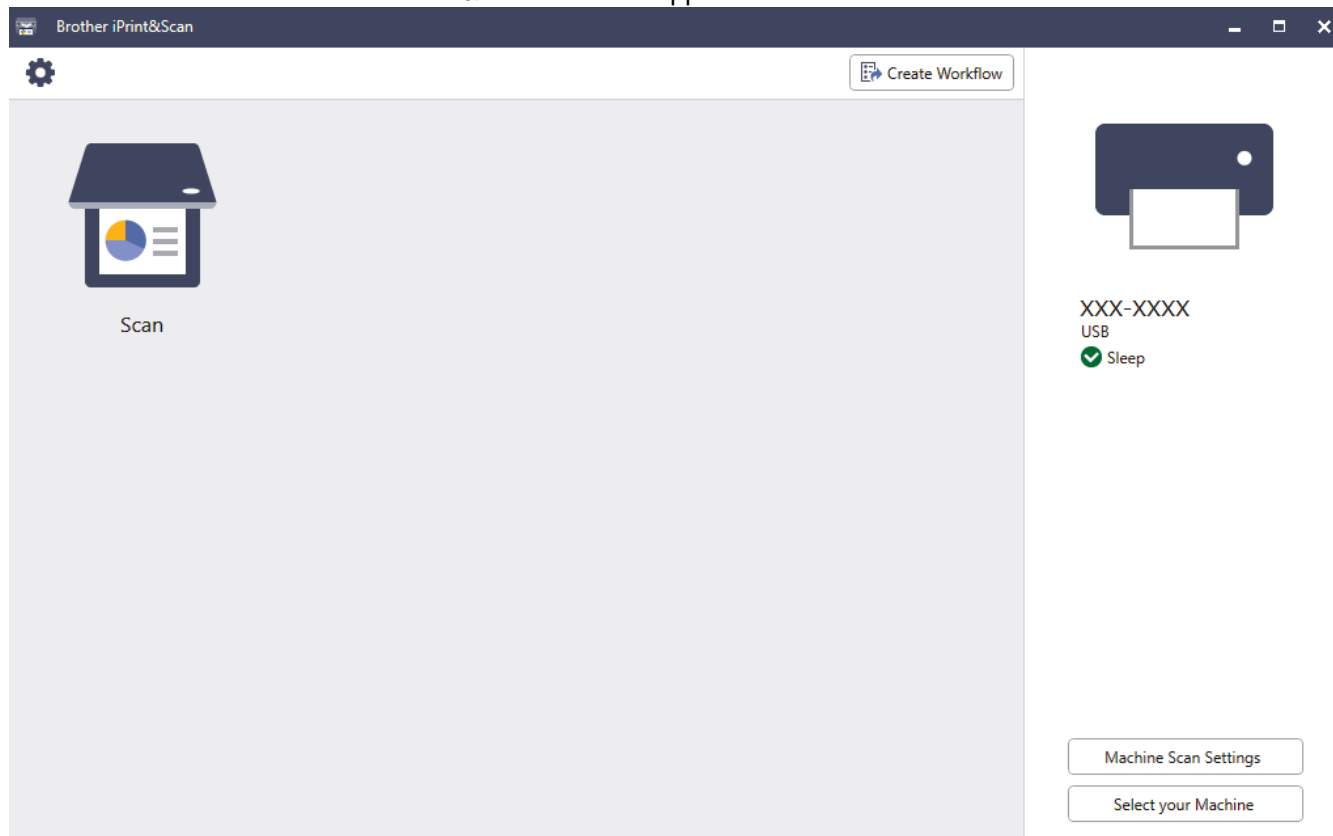 Brother iPrint&Scan
Create Workflow
Scan
XXX-XXXX
USB
Sleep
Machine Scan Settings
Select your Machine